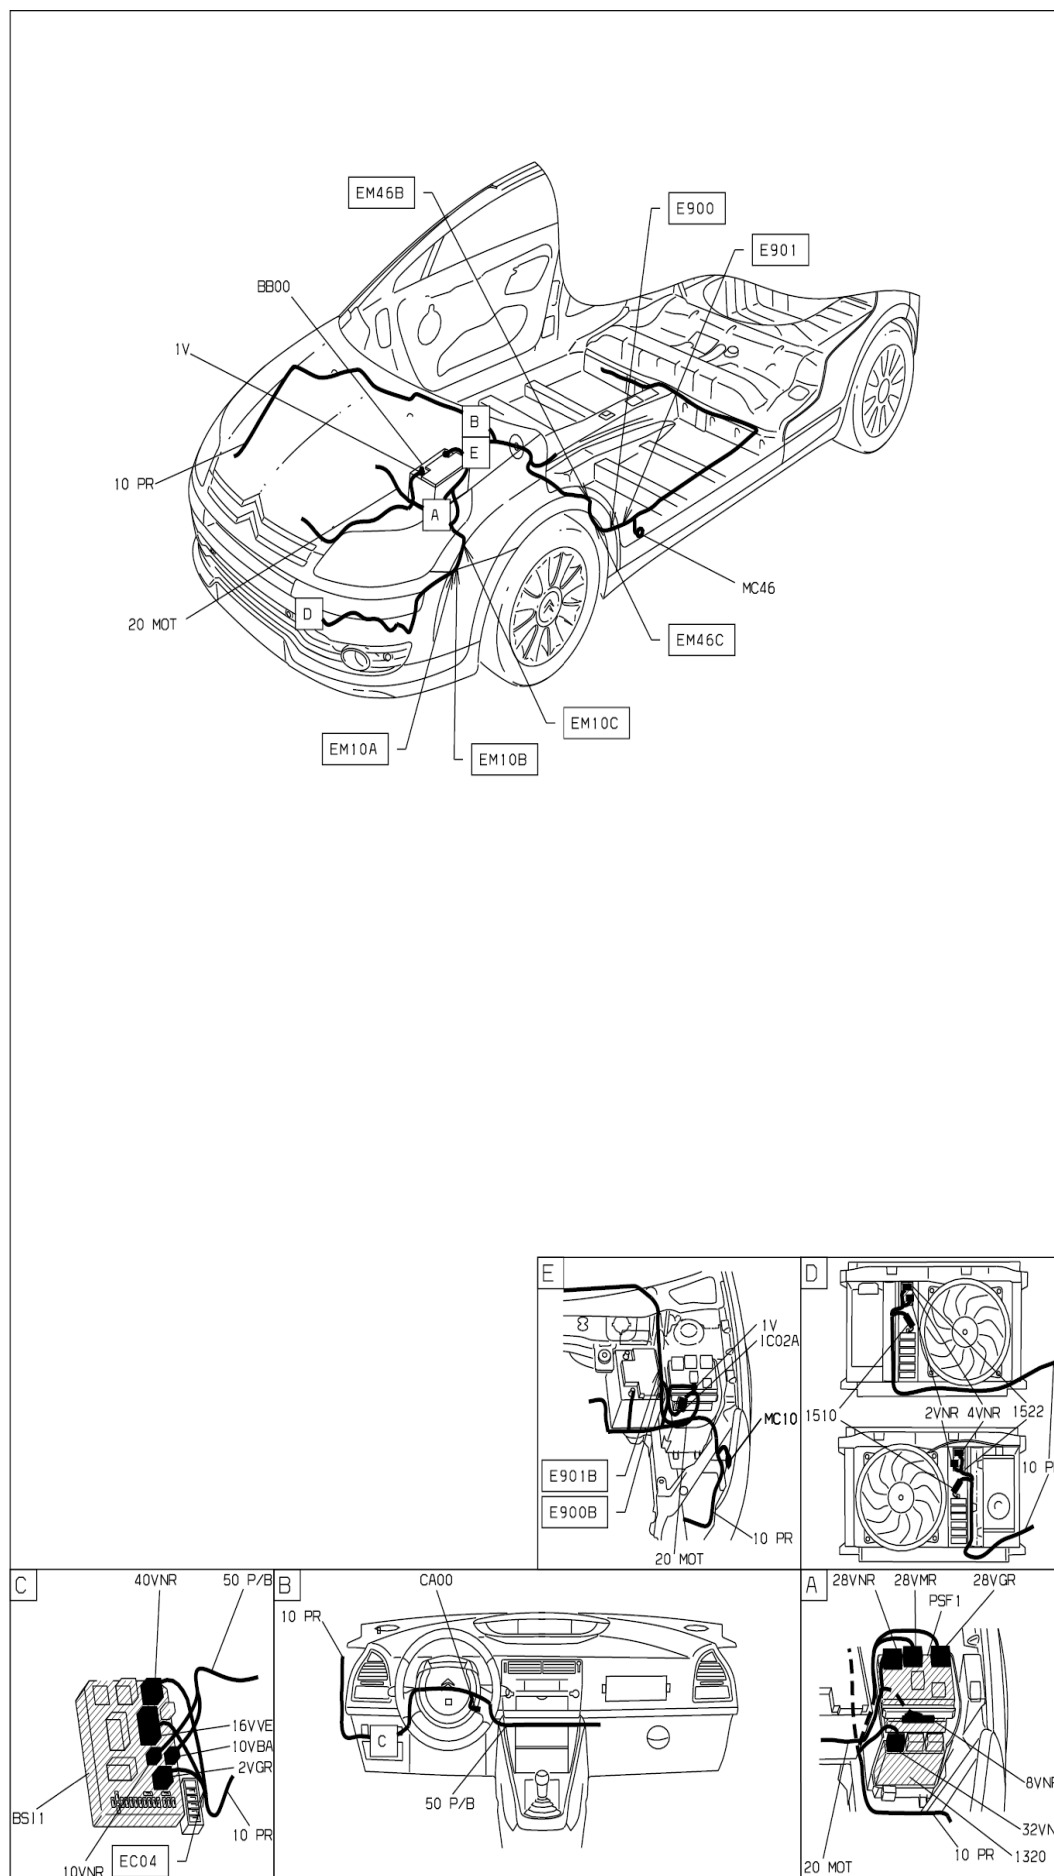 EM46B
E900
E901
BB00
1V
B
E
10 PR
A
MC46
D
20 MOT
EM46C
EM10C
EM10A
EM10B
E
1V
IC02A
MC10
E901B
E900B
10 PR
20 MOT
D
1510
2VNR 4VNR 1522
C
40VNR
50 P/B
16VVE
10VBA
2VGR
BSI1
10 PR
EC04
10VNR
B
CA00
10 PR
C
50 P/B
A
28VNR
28VMR
28VGR
PSF1
10 PR
1320
20 MOT